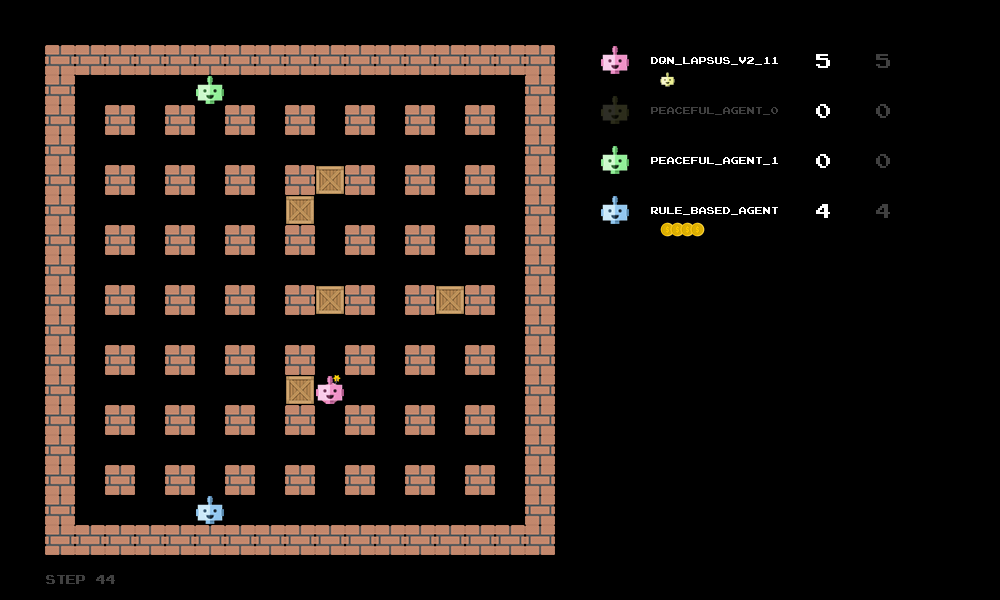 DQN_LAPSUS_V2_11 5 5
PEACEFUL_AGENT_0 0 0
PEACEFUL_AGENT_1 0 0
RULE_BASED_AGENT 4 4
STEP 44